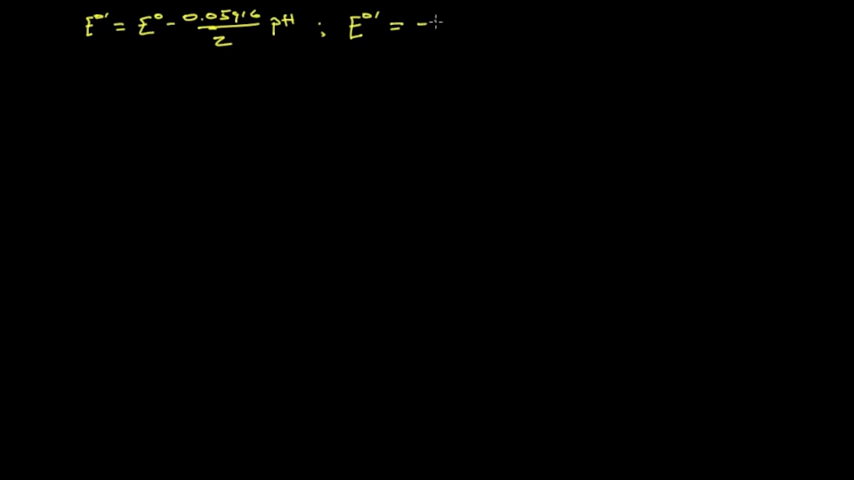 E°' = E° - 0.05916/2 pH ; E°' = -